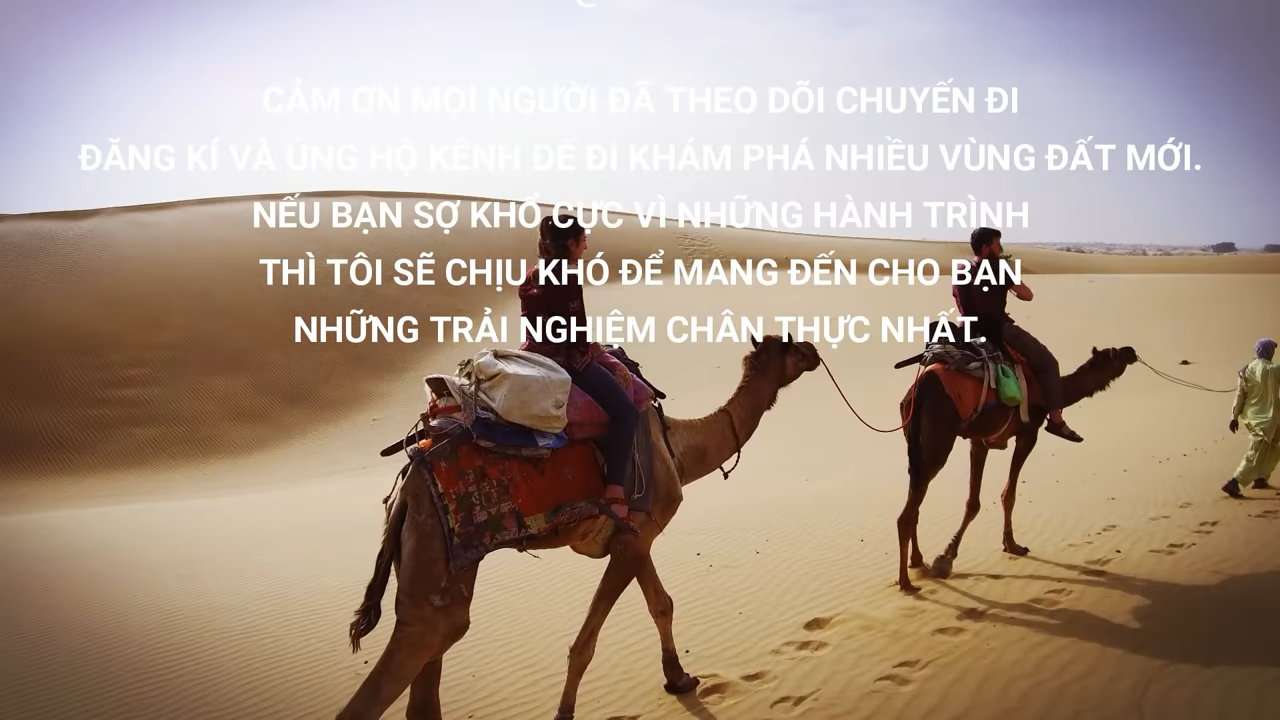 CẢM ƠN MỌI NGƯỜI ĐÃ THEO DÕI CHUYẾN ĐI
ĐĂNG KÍ VÀ ỦNG HỘ KÊNH ĐỂ ĐI KHÁM PHÁ NHIỀU VÙNG ĐẤT MỚI.
NẾU BẠN SỢ KHỔ CỰC VÌ NHỮNG HÀNH TRÌNH
THÌ TÔI SẼ CHỊU KHÓ ĐỂ MANG ĐẾN CHO BẠN
NHỮNG TRẢI NGHIỆM CHÂN THỰC NHẤT.